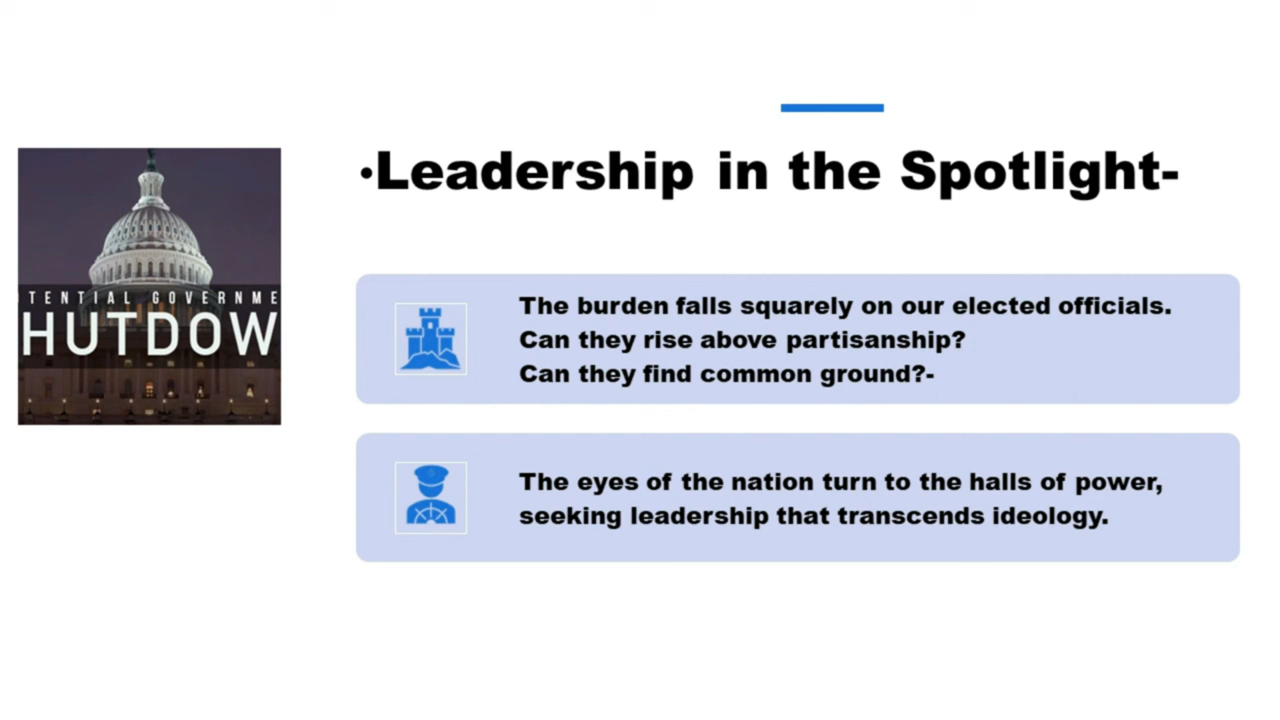 TENTIAL GOVERNME
HUTDOW
•Leadership in the Spotlight-
The burden falls squarely on our elected officials.
Can they rise above partisanship?
Can they find common ground?-
The eyes of the nation turn to the halls of power,
seeking leadership that transcends ideology.